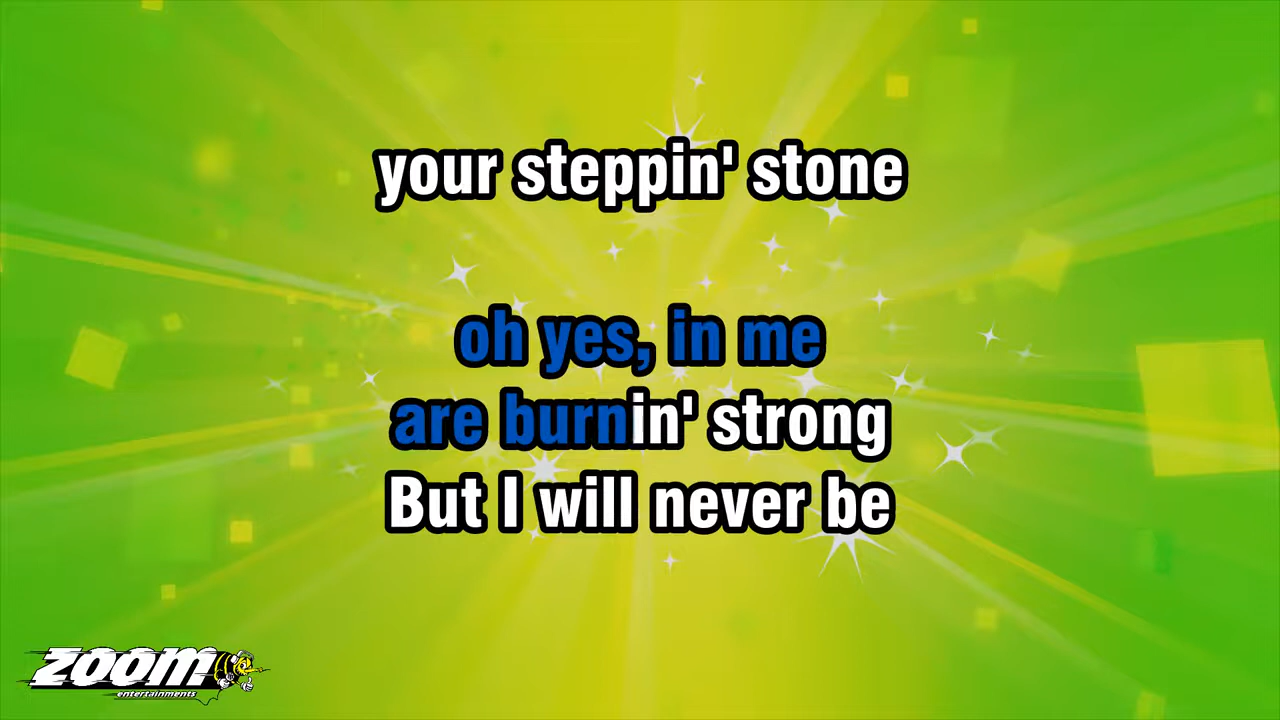 your steppin' stone
oh yes, in me
are burnin' strong
But I will never be
ZOOM
entertainments